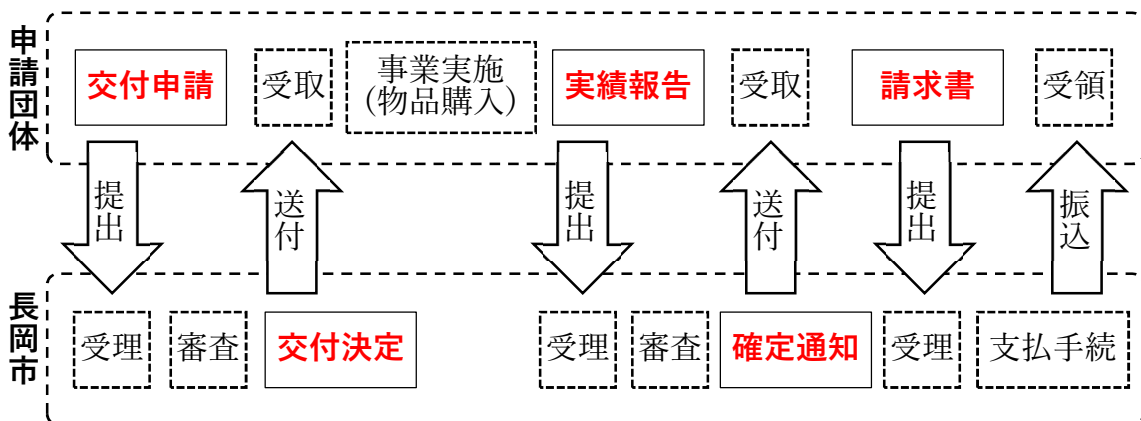 申請団体
交付申請
受取
事業実施
(物品購入)
実績報告
受取
請求書
受領
提出
送付
提出
送付
提出
振込
長岡市
受理
審査
交付決定
受理
審査
確定通知
受理
支払手続